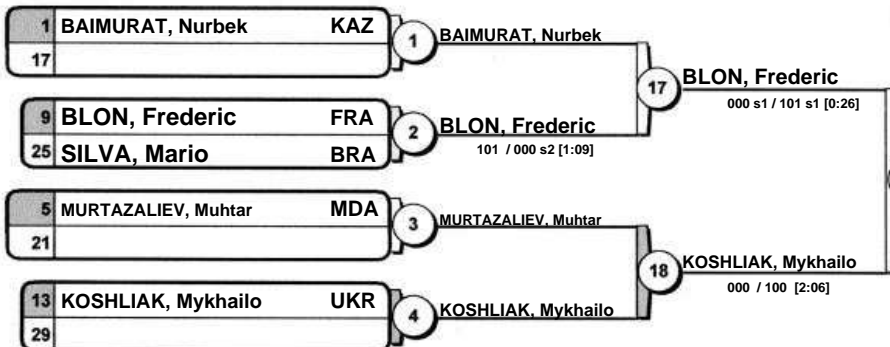 1 BAIMURAT, Nurbek KAZ
17
1
BAIMURAT, Nurbek
17
BLON, Frederic
000 s1 / 101 s1 [0:26]
9 BLON, Frederic FRA
25 SILVA, Mario BRA
2
BLON, Frederic
101 / 000 s2 [1:09]
5 MURTAZALIEV, Muhtar MDA
21
3
MURTAZALIEV, Muhtar
18
KOSHLIAK, Mykhailo
000 / 100 [2:06]
13 KOSHLIAK, Mykhailo UKR
29
4
KOSHLIAK, Mykhailo